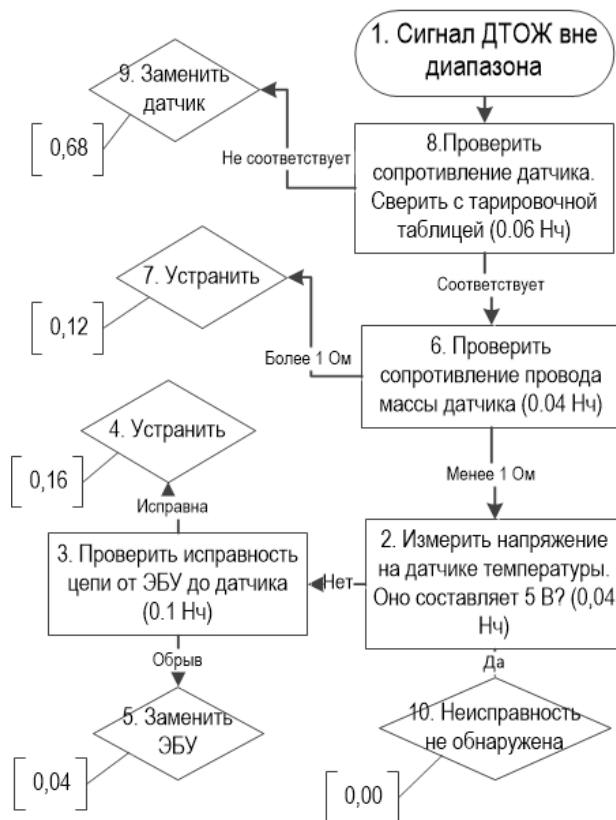 1. Сигнал ДТОЖ вне
диапазона
9. Заменить
датчик
0,68
Не соответствует
8.Проверить
сопротивление датчика.
Сверить с тарировочной
таблицей (0.06 Нч)
Соответствует
7. Устранить
0,12
Более 1 Ом
6. Проверить
сопротивление провода
массы датчика (0.04 Нч)
Менее 1 Ом
4. Устранить
0,16
Исправна
3. Проверить исправность
цепи от ЭБУ до датчика
(0.1 Нч)
Нет
2. Измерить напряжение
на датчике температуры.
Оно составляет 5 В? (0,04
Нч)
Обрыв
Да
5. Заменить
ЭБУ
0,04
10. Неисправность
не обнаружена
0,00